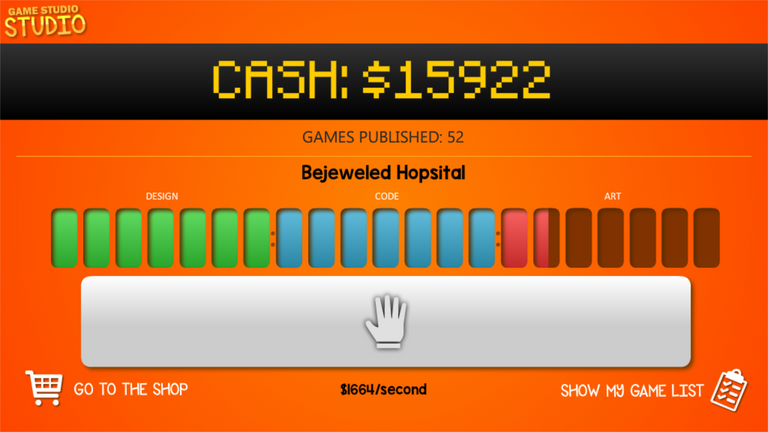 GAME STUDIO
STUDIO
CASH: $15922
GAMES PUBLISHED: 52
Bejeweled Hopsital
DESIGN CODE ART
GO TO THE SHOP $1664/second SHOW MY GAME LIST